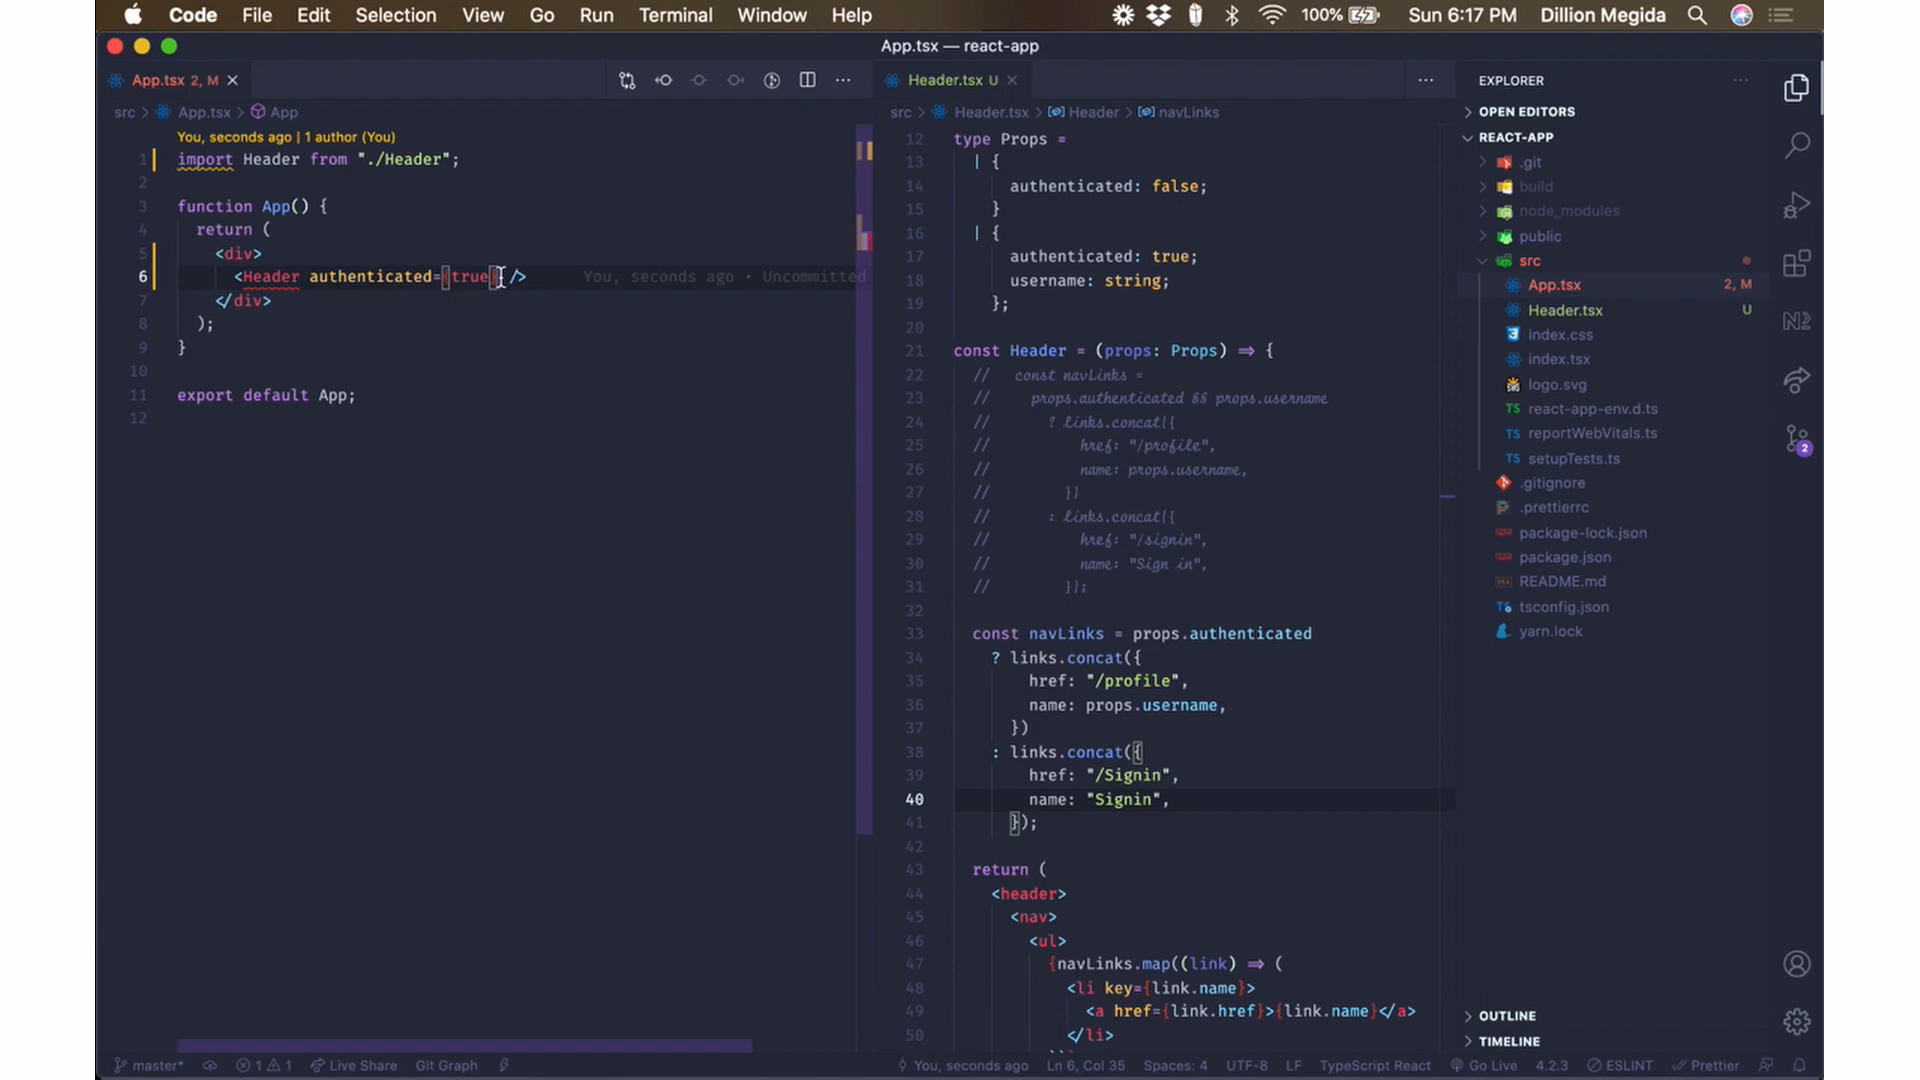 Code File Edit Selection View Go Run Terminal Window Help 100% Sun 6:17 PM Dillion Megida
App.tsx — react-app
App.tsx 2, M
src > App.tsx > App
You, seconds ago | 1 author (You)
1 import Header from "./Header";
2
3 function App() {
4 return (
5 <div>
6 <Header authenticated={true} /> You, seconds ago • Uncommitted
7 </div>
8 );
9 }
10
11 export default App;
12
Header.tsx U
src > Header.tsx > Header > navLinks
12 type Props =
13 | {
14 authenticated: false;
15 }
16 | {
17 authenticated: true;
18 username: string;
19 };
20
21 const Header = (props: Props) => {
22 // const navLinks =
23 // props.authenticated && props.username
24 // ? links.concat({
25 // href: "/profile",
26 // name: props.username,
27 // })
28 // : links.concat({
29 // href: "/signin",
30 // name: "Sign in",
31 // });
32
33 const navLinks = props.authenticated
34 ? links.concat({
35 href: "/profile",
36 name: props.username,
37 })
38 : links.concat({
39 href: "/Signin",
40 name: "Signin",
41 });
42
43 return (
44 <header>
45 <nav>
46 <ul>
47 {navLinks.map((link) => (
48 <li key={link.name}>
49 <a href={link.href}>{link.name}</a>
50 </li>
EXPLORER
OPEN EDITORS
REACT-APP
.git
build
node_modules
public
src
App.tsx 2, M
Header.tsx U
index.css
index.tsx
logo.svg
react-app-env.d.ts
reportWebVitals.ts
setupTests.ts
.gitignore
.prettierrc
package-lock.json
package.json
README.md
tsconfig.json
yarn.lock
OUTLINE
TIMELINE
N2
2
master* 1 1 Live Share Git Graph You, seconds ago Ln 6, Col 35 Spaces: 4 UTF-8 LF TypeScript React Go Live 4.2.3 ESLINT Prettier